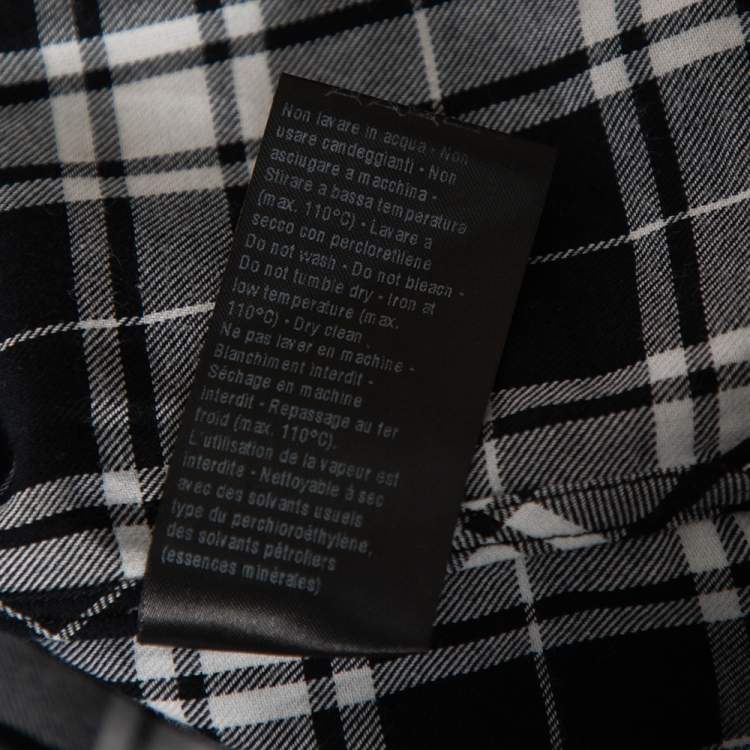 Non lavare in acqua - Non
usare candeggianti - Non
asciugare a macchina -
Stirare a bassa temperatura
(max. 110°C) - Lavare a
secco con percloretilene
Do not wash - Do not bleach -
Do not tumble dry - Iron at
low temperature (max.
110°C) - Dry clean
Ne pas laver en machine -
Blanchiment interdit -
Séchage en machine
interdit - Repassage au fer
froid (max. 110°C).
L'utilisation de la vapeur est
interdite - Nettoyable à sec
avec des solvants usuels
type du perchloroéthylène,
des solvants pétroliers
(essences minérales)